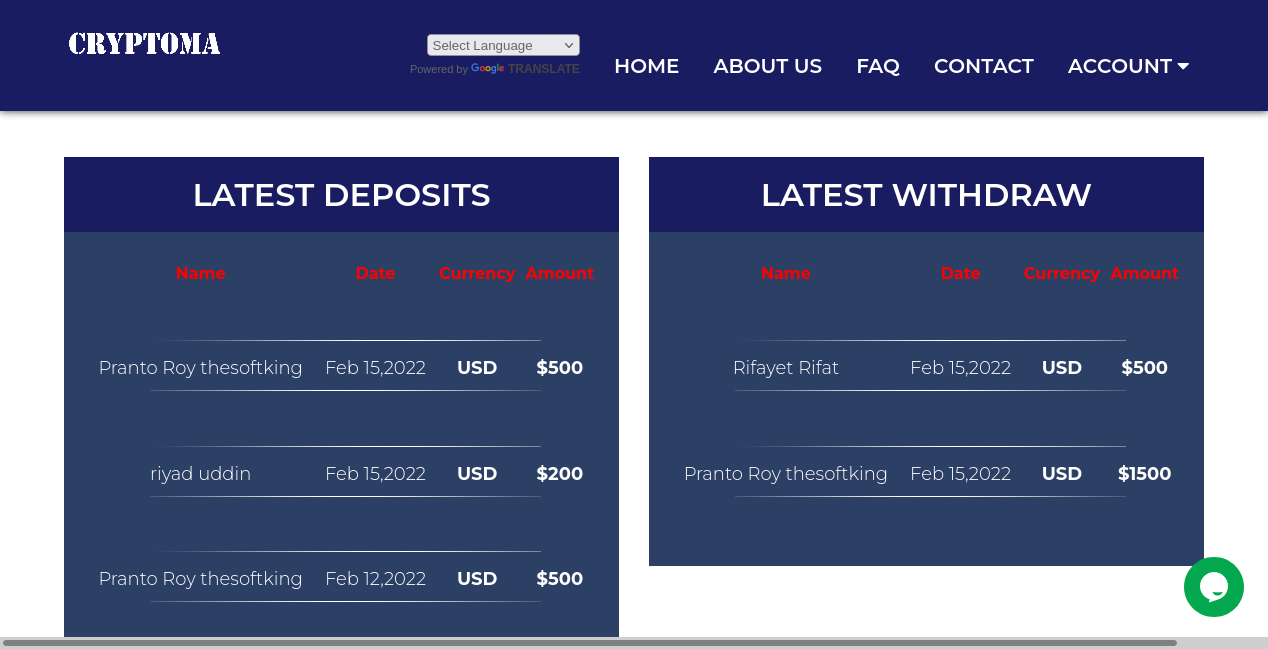 CRYPTOMA
Select Language
Powered by Google TRANSLATE
HOME ABOUT US FAQ CONTACT ACCOUNT
LATEST DEPOSITS
Name Date Currency Amount
Pranto Roy thesoftking Feb 15,2022 USD $500
riyad uddin Feb 15,2022 USD $200
Pranto Roy thesoftking Feb 12,2022 USD $500
LATEST WITHDRAW
Name Date Currency Amount
Rifayet Rifat Feb 15,2022 USD $500
Pranto Roy thesoftking Feb 15,2022 USD $1500